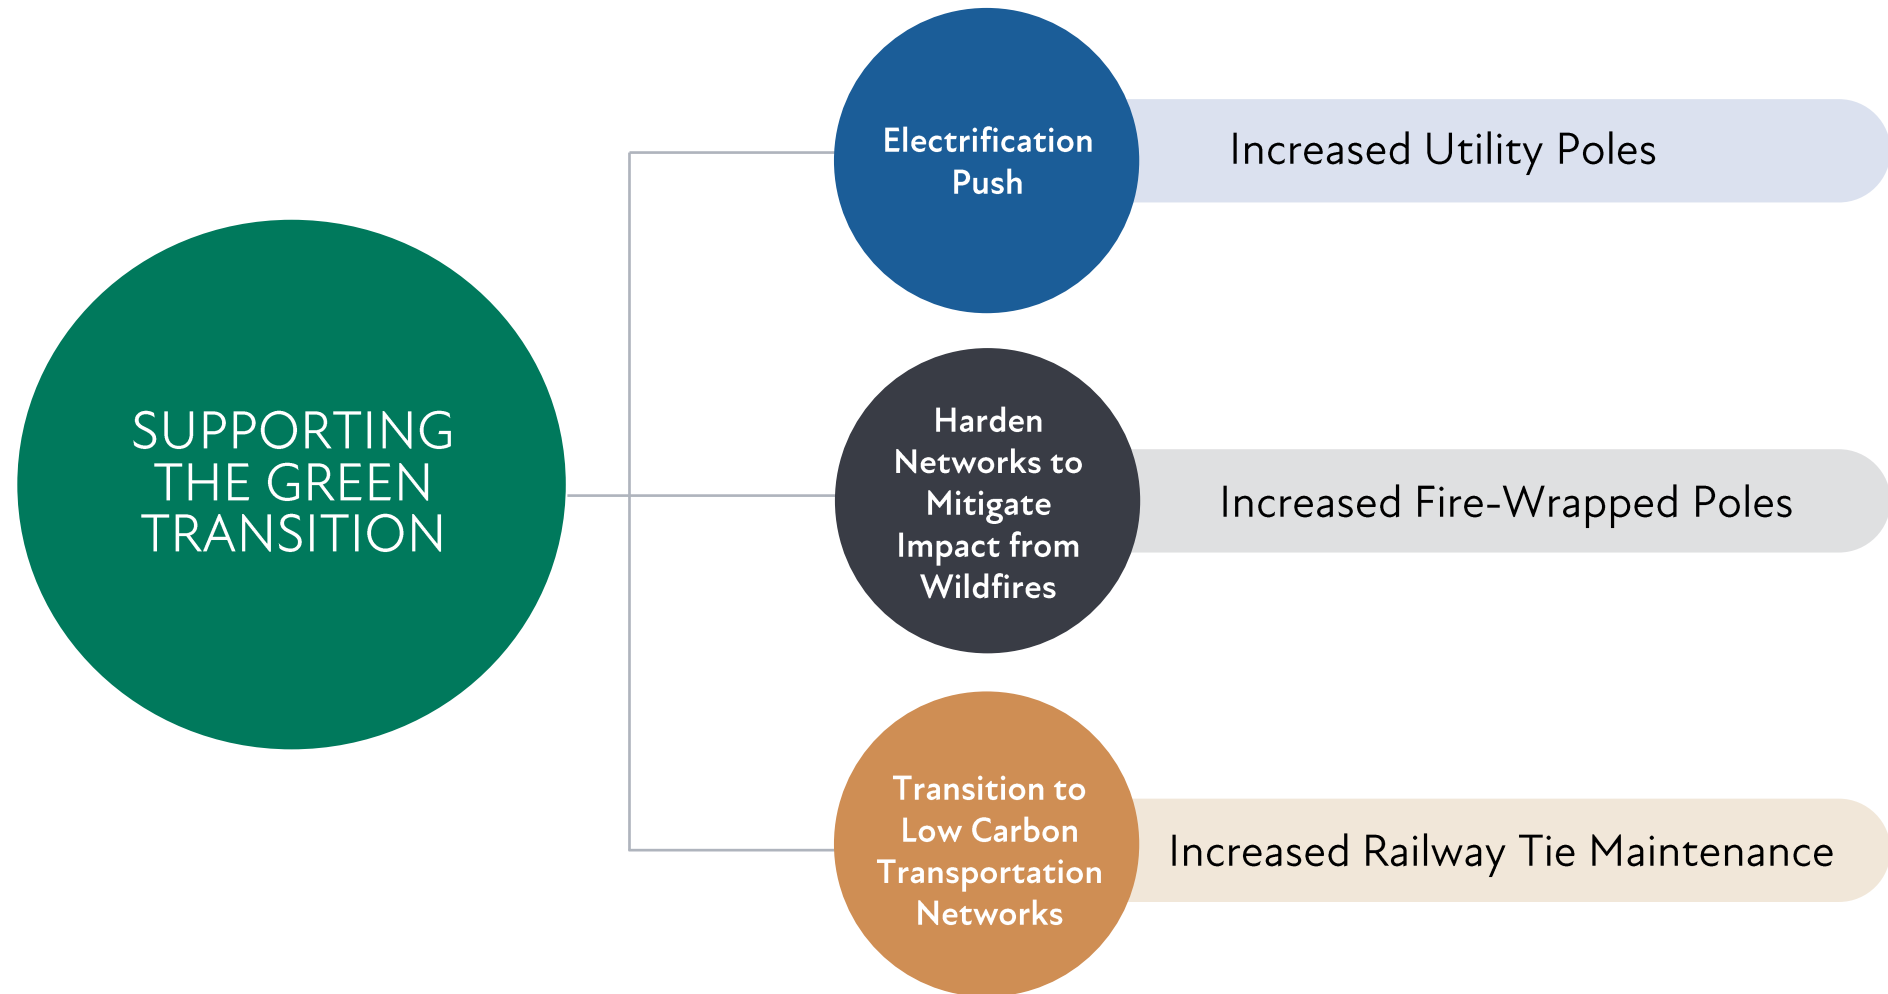 SUPPORTING
THE GREEN
TRANSITION
Electrification
Push
Increased Utility Poles
Harden
Networks to
Mitigate
Impact from
Wildfires
Increased Fire-Wrapped Poles
Transition to
Low Carbon
Transportation
Networks
Increased Railway Tie Maintenance